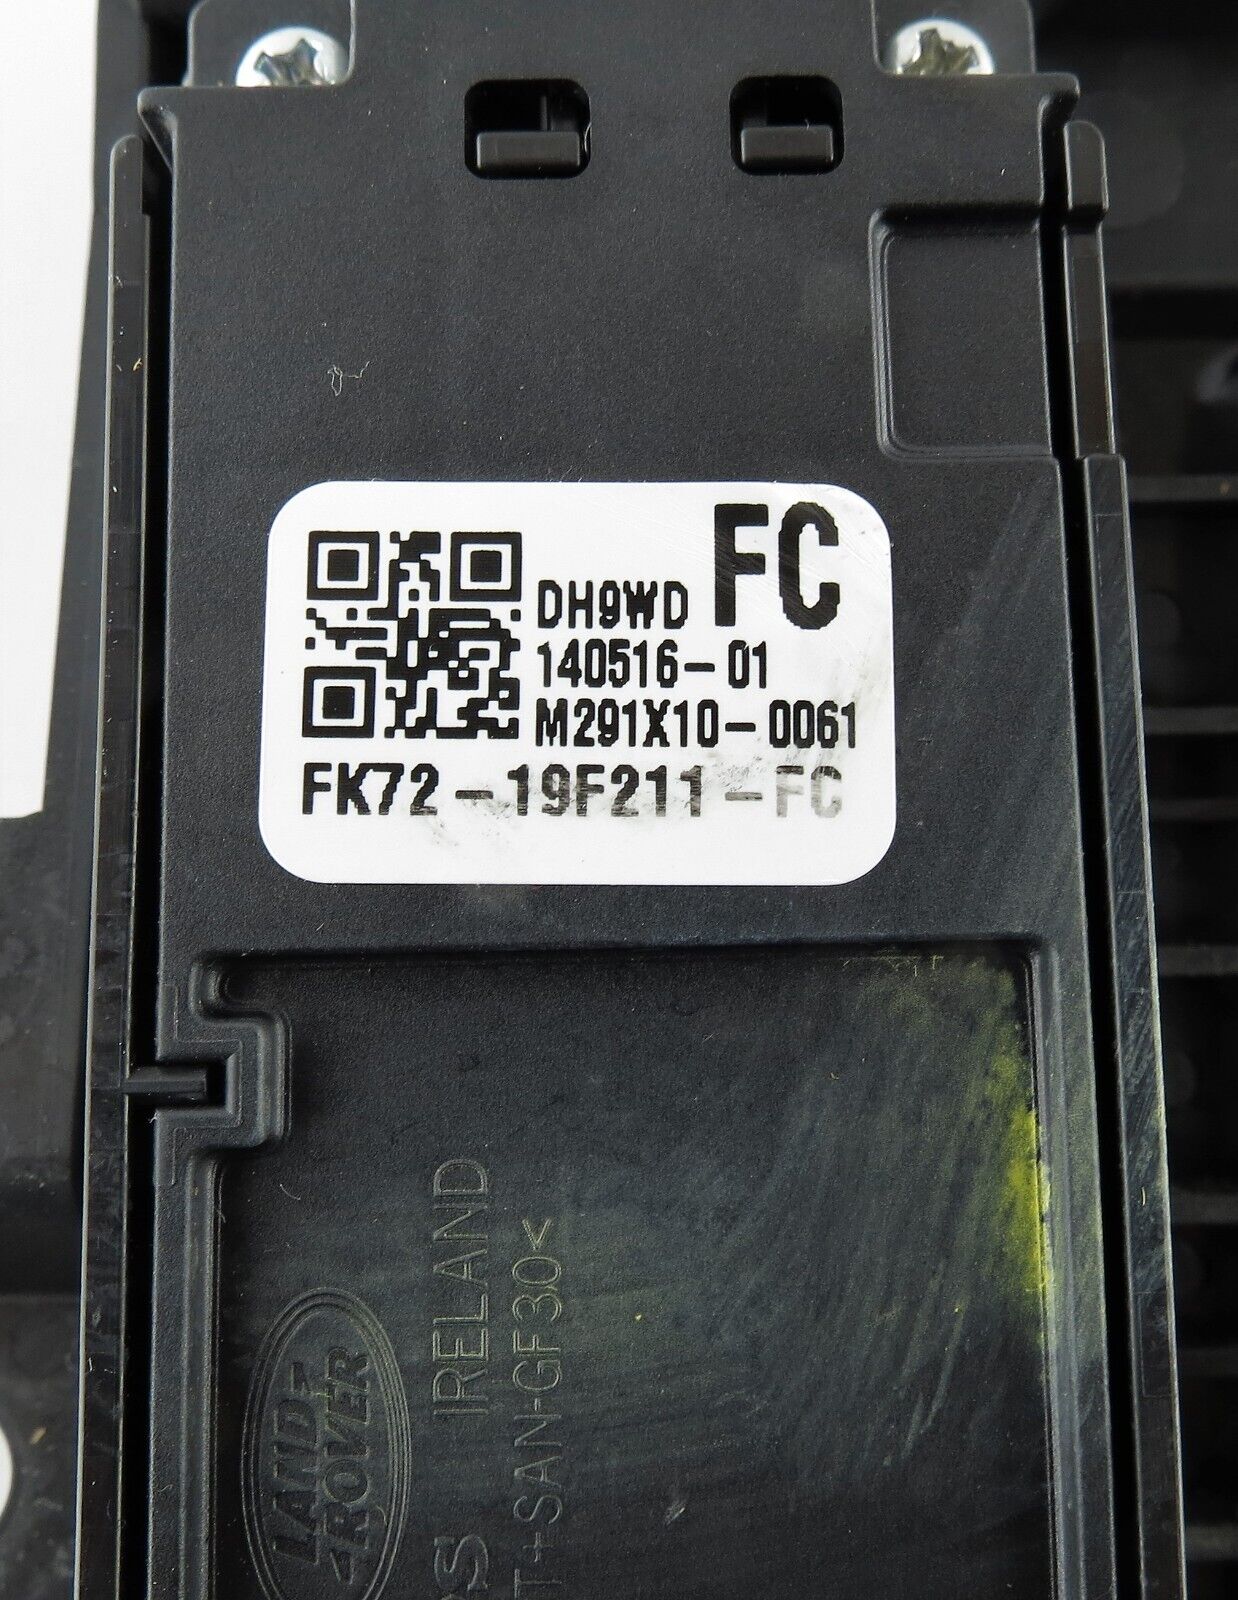 FC
DH9WD
140516-01
M291X10-0061
FK72-19F211-FC
IRELAND
T+SAN-GF30<
LAND
ROVER